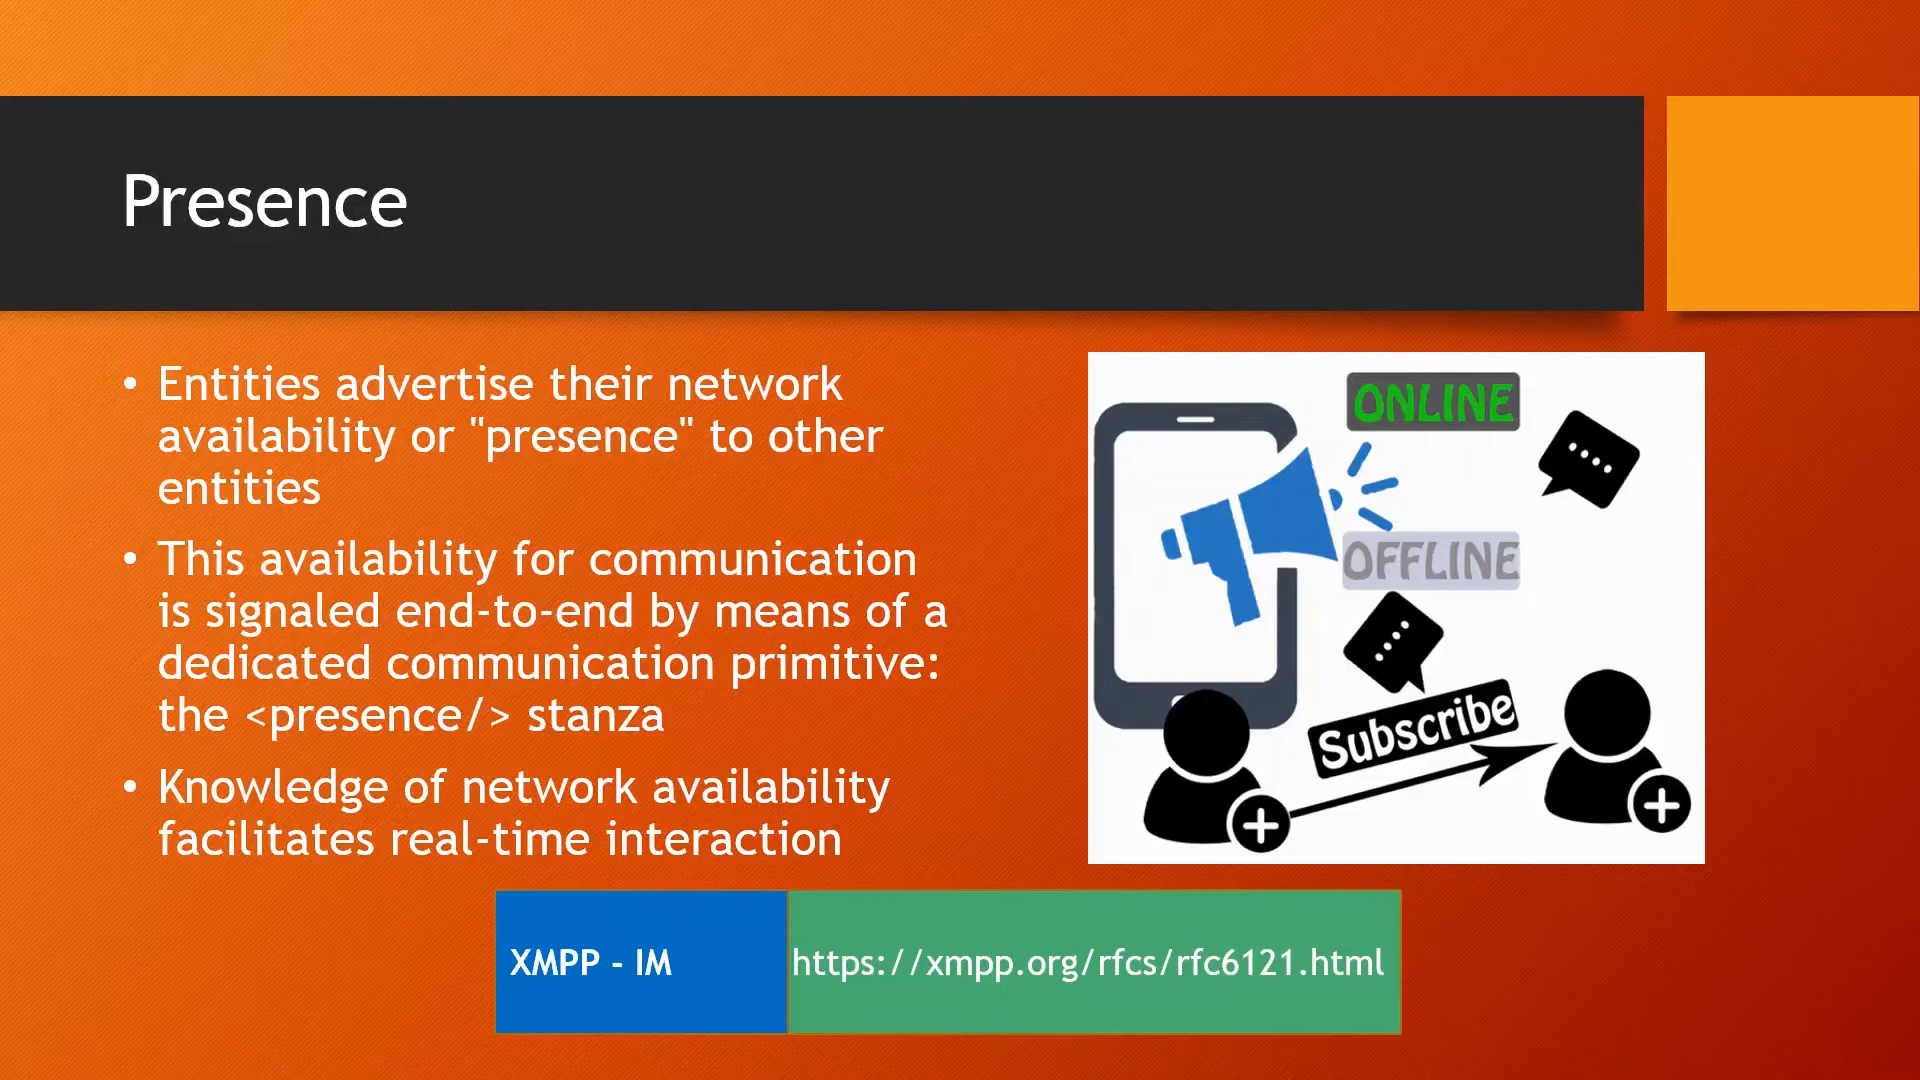 Presence
• Entities advertise their network
availability or "presence" to other
entities
• This availability for communication
is signaled end-to-end by means of a
dedicated communication primitive:
the <presence/> stanza
• Knowledge of network availability
facilitates real-time interaction
ONLINE
OFFLINE
Subscribe
XMPP - IM
https://xmpp.org/rfcs/rfc6121.html